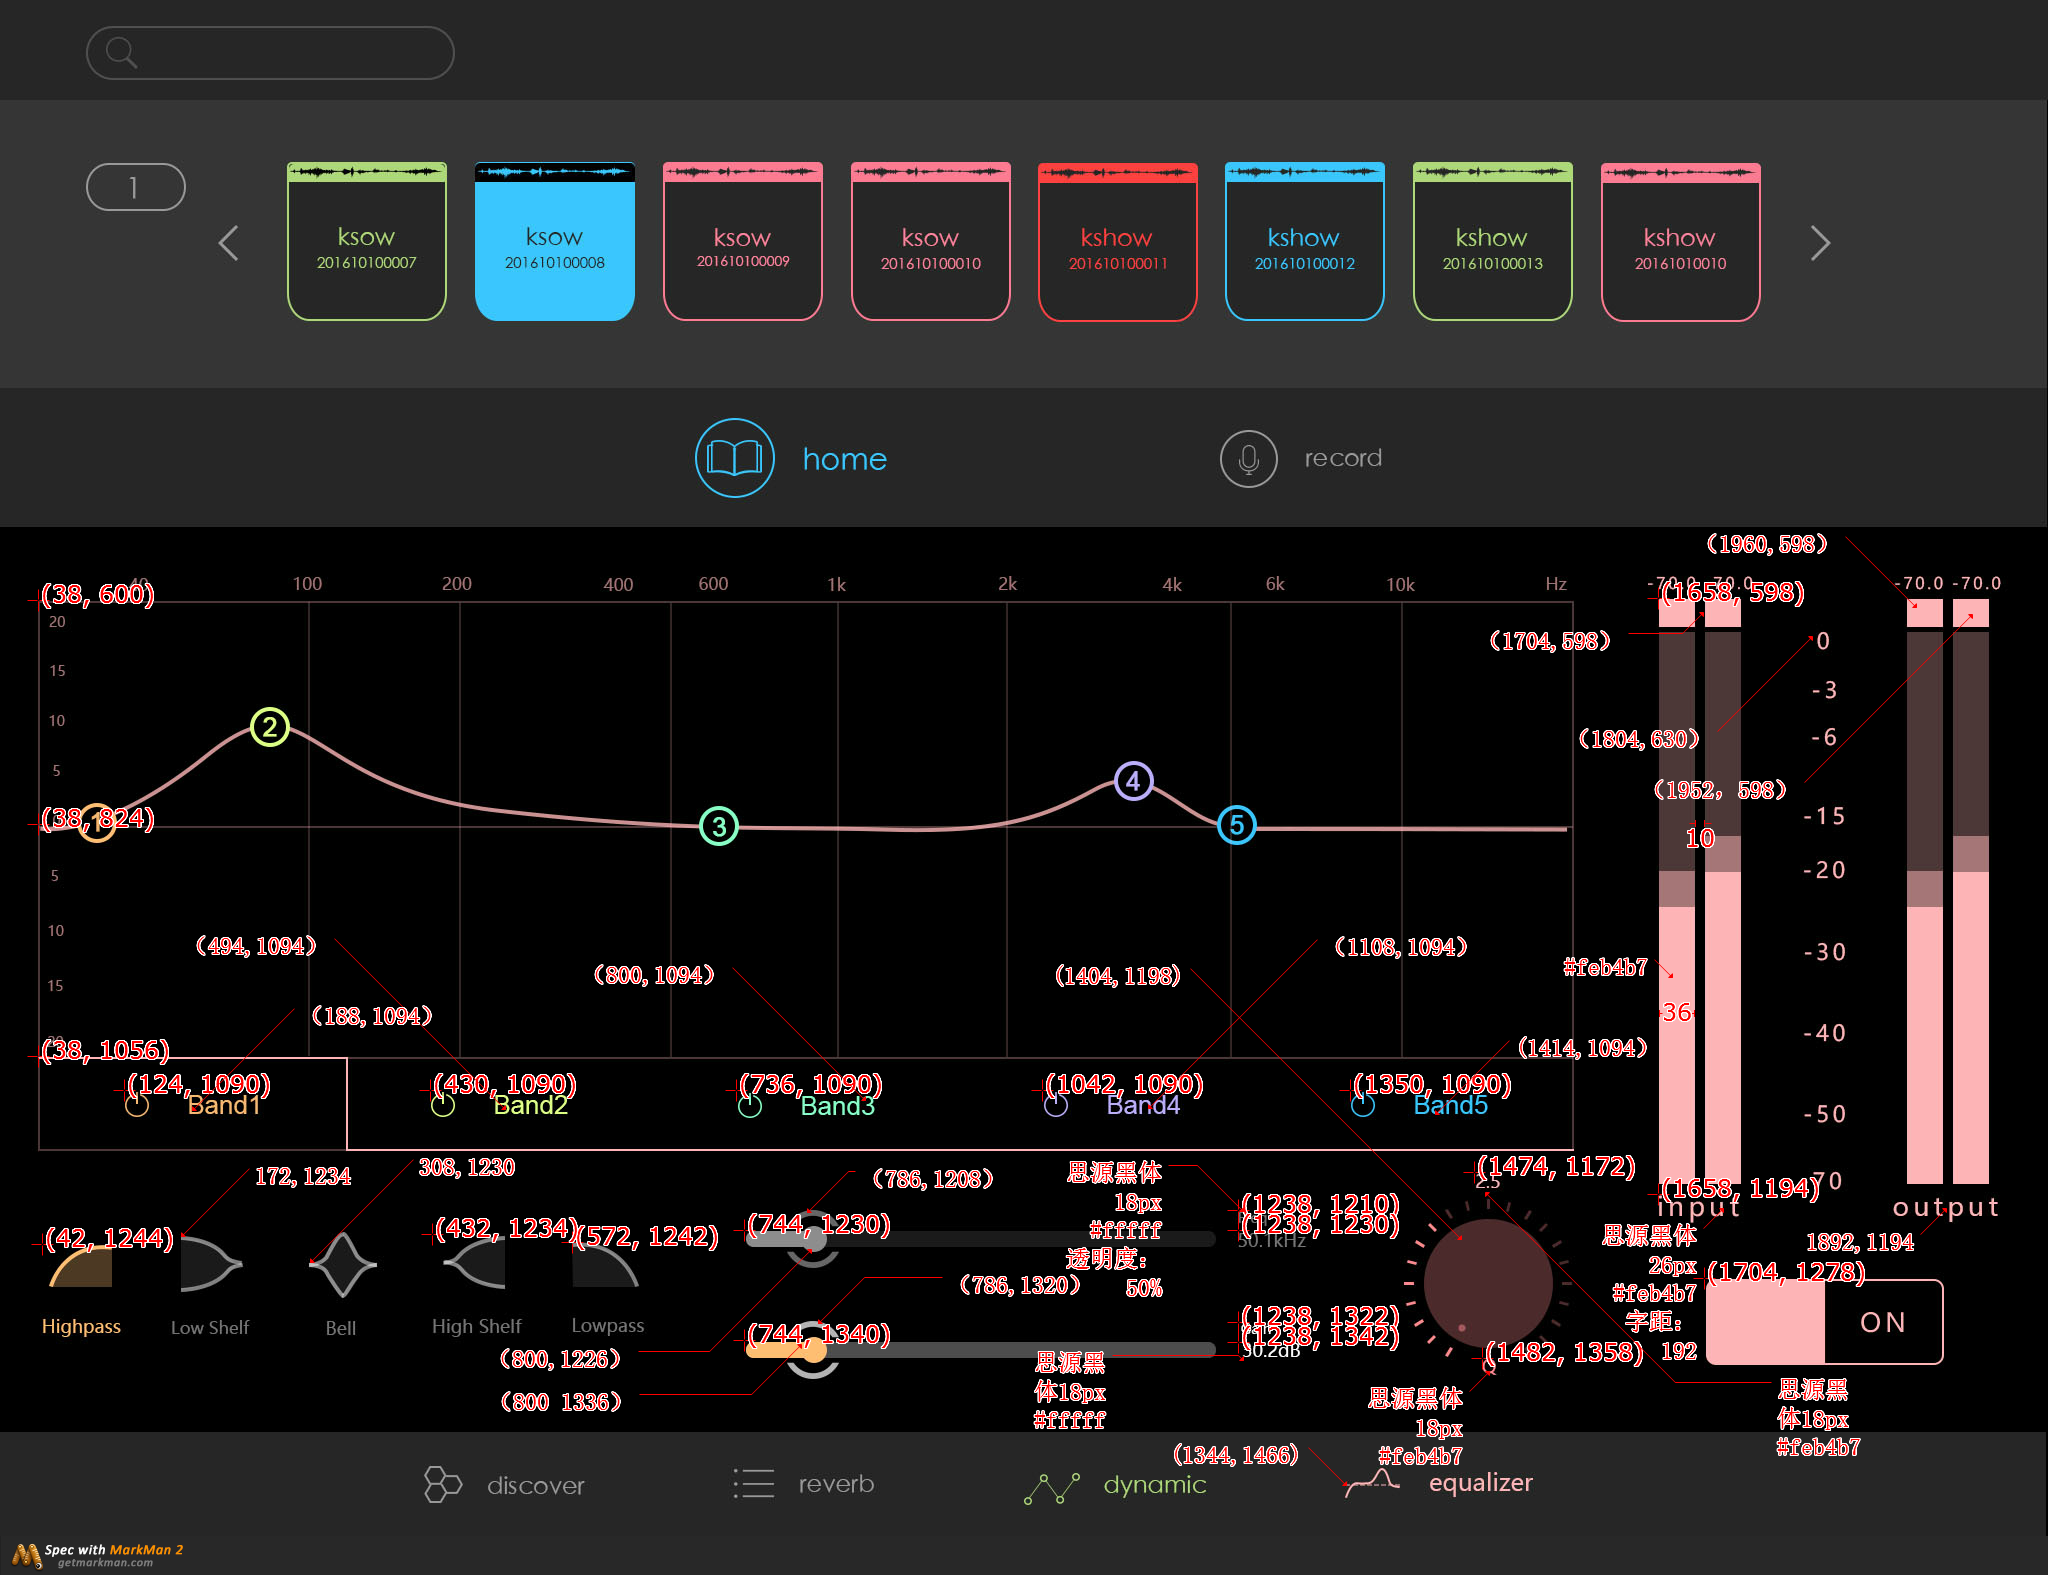 1
ksow
201610100007
ksow
201610100008
ksow
201610100009
ksow
201610100010
kshow
201610100011
kshow
201610100012
kshow
201610100013
kshow
20161010010
home
record
(1960,598)
100
200
400
600
1k
2k
4k
6k
10k
Hz
-70.0
-70.0
-70.0
(38, 600)
(1658, 598)
20
(1704,598)
0
15
-3
10
2
(1804,630)
-6
5
4
(1952, 598)
(38, 824)
1
3
5
-15
10
5
-20
10
(494,1094)
(800,1094)
(1404,1198)
(1108,1094)
-30
#feb4b7
15
(188,1094)
36
-40
(38, 1056)
(1414,1094)
(124, 1090)
(430, 1090)
(736, 1090)
(1042, 1090)
(1350, 1090)
Band1
Band2
Band3
Band4
Band5
-50
172,1234
308,1230
(786,1208)
思源黑体
18px
#fffff
透明度:
50%
(1474, 1172)
2.5
(1658, 1194)
70
input
output
(1238, 1210)
(1238, 1230)
50.1kHz
(42, 1244)
(432, 1234)
(572, 1242)
(744, 1230)
思源黑体
26px
#feb4b7
字距:
192
1892,1194
(1704, 1278)
ON
(786,1320)
Highpass
Low Shelf
Bell
High Shelf
Lowpass
(744, 1340)
(1238, 1322)
(1238, 1342)
50.2dB
(800,1226)
(800 1336)
思源黑
体18px
#fffff
(1482, 1358)
Q
思源黑体
18px
#feb4b7
思源黑
体18px
#feb4b7
(1344,1466)
discover
reverb
dynamic
equalizer
Spec with MarkMan 2
getmarkman.com